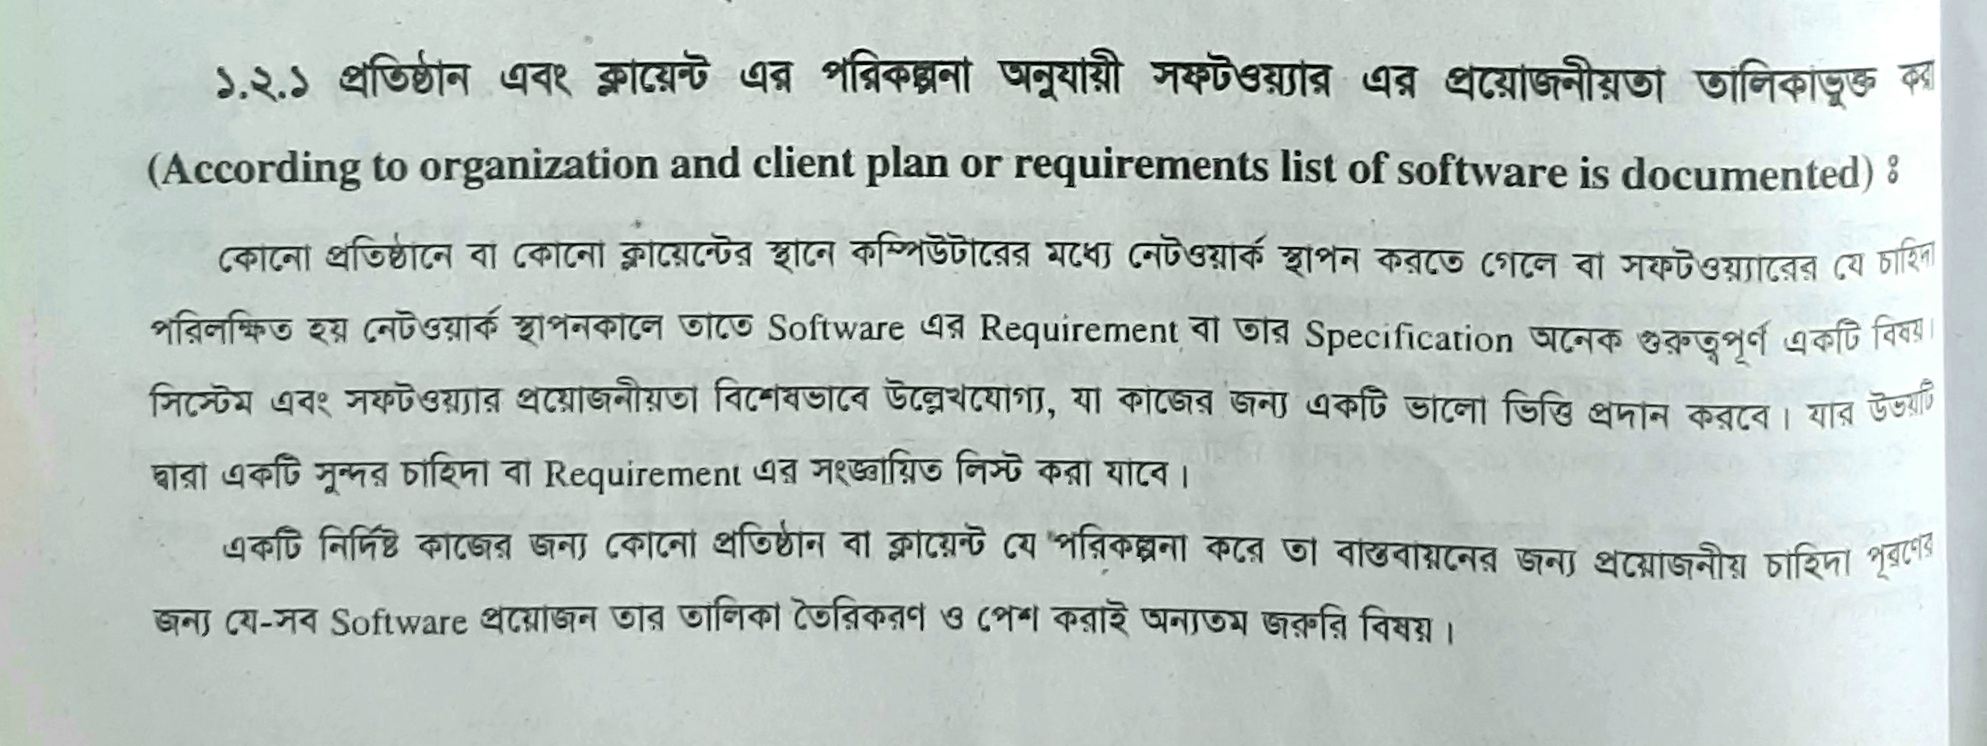 ১.২.১ প্রতিষ্ঠান এবং ক্লায়েন্ট এর পরিকল্পনা অনুযায়ী সফটওয়্যার এর প্রয়োজনীয়তা তালিকাভুক্ত করা
(According to organization and client plan or requirements list of software is documented) ঃ
কোনো প্রতিষ্ঠানে বা কোনো ক্লায়েন্টের স্থানে কম্পিউটারের মধ্যে নেটওয়ার্ক স্থাপন করতে গেলে বা সফটওয়্যারের যে চাহিদা
পরিলক্ষিত হয় নেটওয়ার্ক স্থাপনকালে তাতে Software এর Requirement বা তার Specification অনেক গুরুত্বপূর্ণ একটি বিষয়।
সিস্টেম এবং সফটওয়্যার প্রয়োজনীয়তা বিশেষভাবে উল্লেখযোগ্য, যা কাজের জন্য একটি ভালো ভিত্তি প্রদান করবে। যার উভয়টি
দ্বারা একটি সুন্দর চাহিদা বা Requirement এর সংজ্ঞায়িত লিস্ট করা যাবে।
একটি নির্দিষ্ট কাজের জন্য কোনো প্রতিষ্ঠান বা ক্লায়েন্ট যে পরিকল্পনা করে তা বাস্তবায়নের জন্য প্রয়োজনীয় চাহিদা পূরণের
জন্য যে-সব Software প্রয়োজন তার তালিকা তৈরিকরণ ও পেশ করাই অন্যতম জরুরি বিষয়।